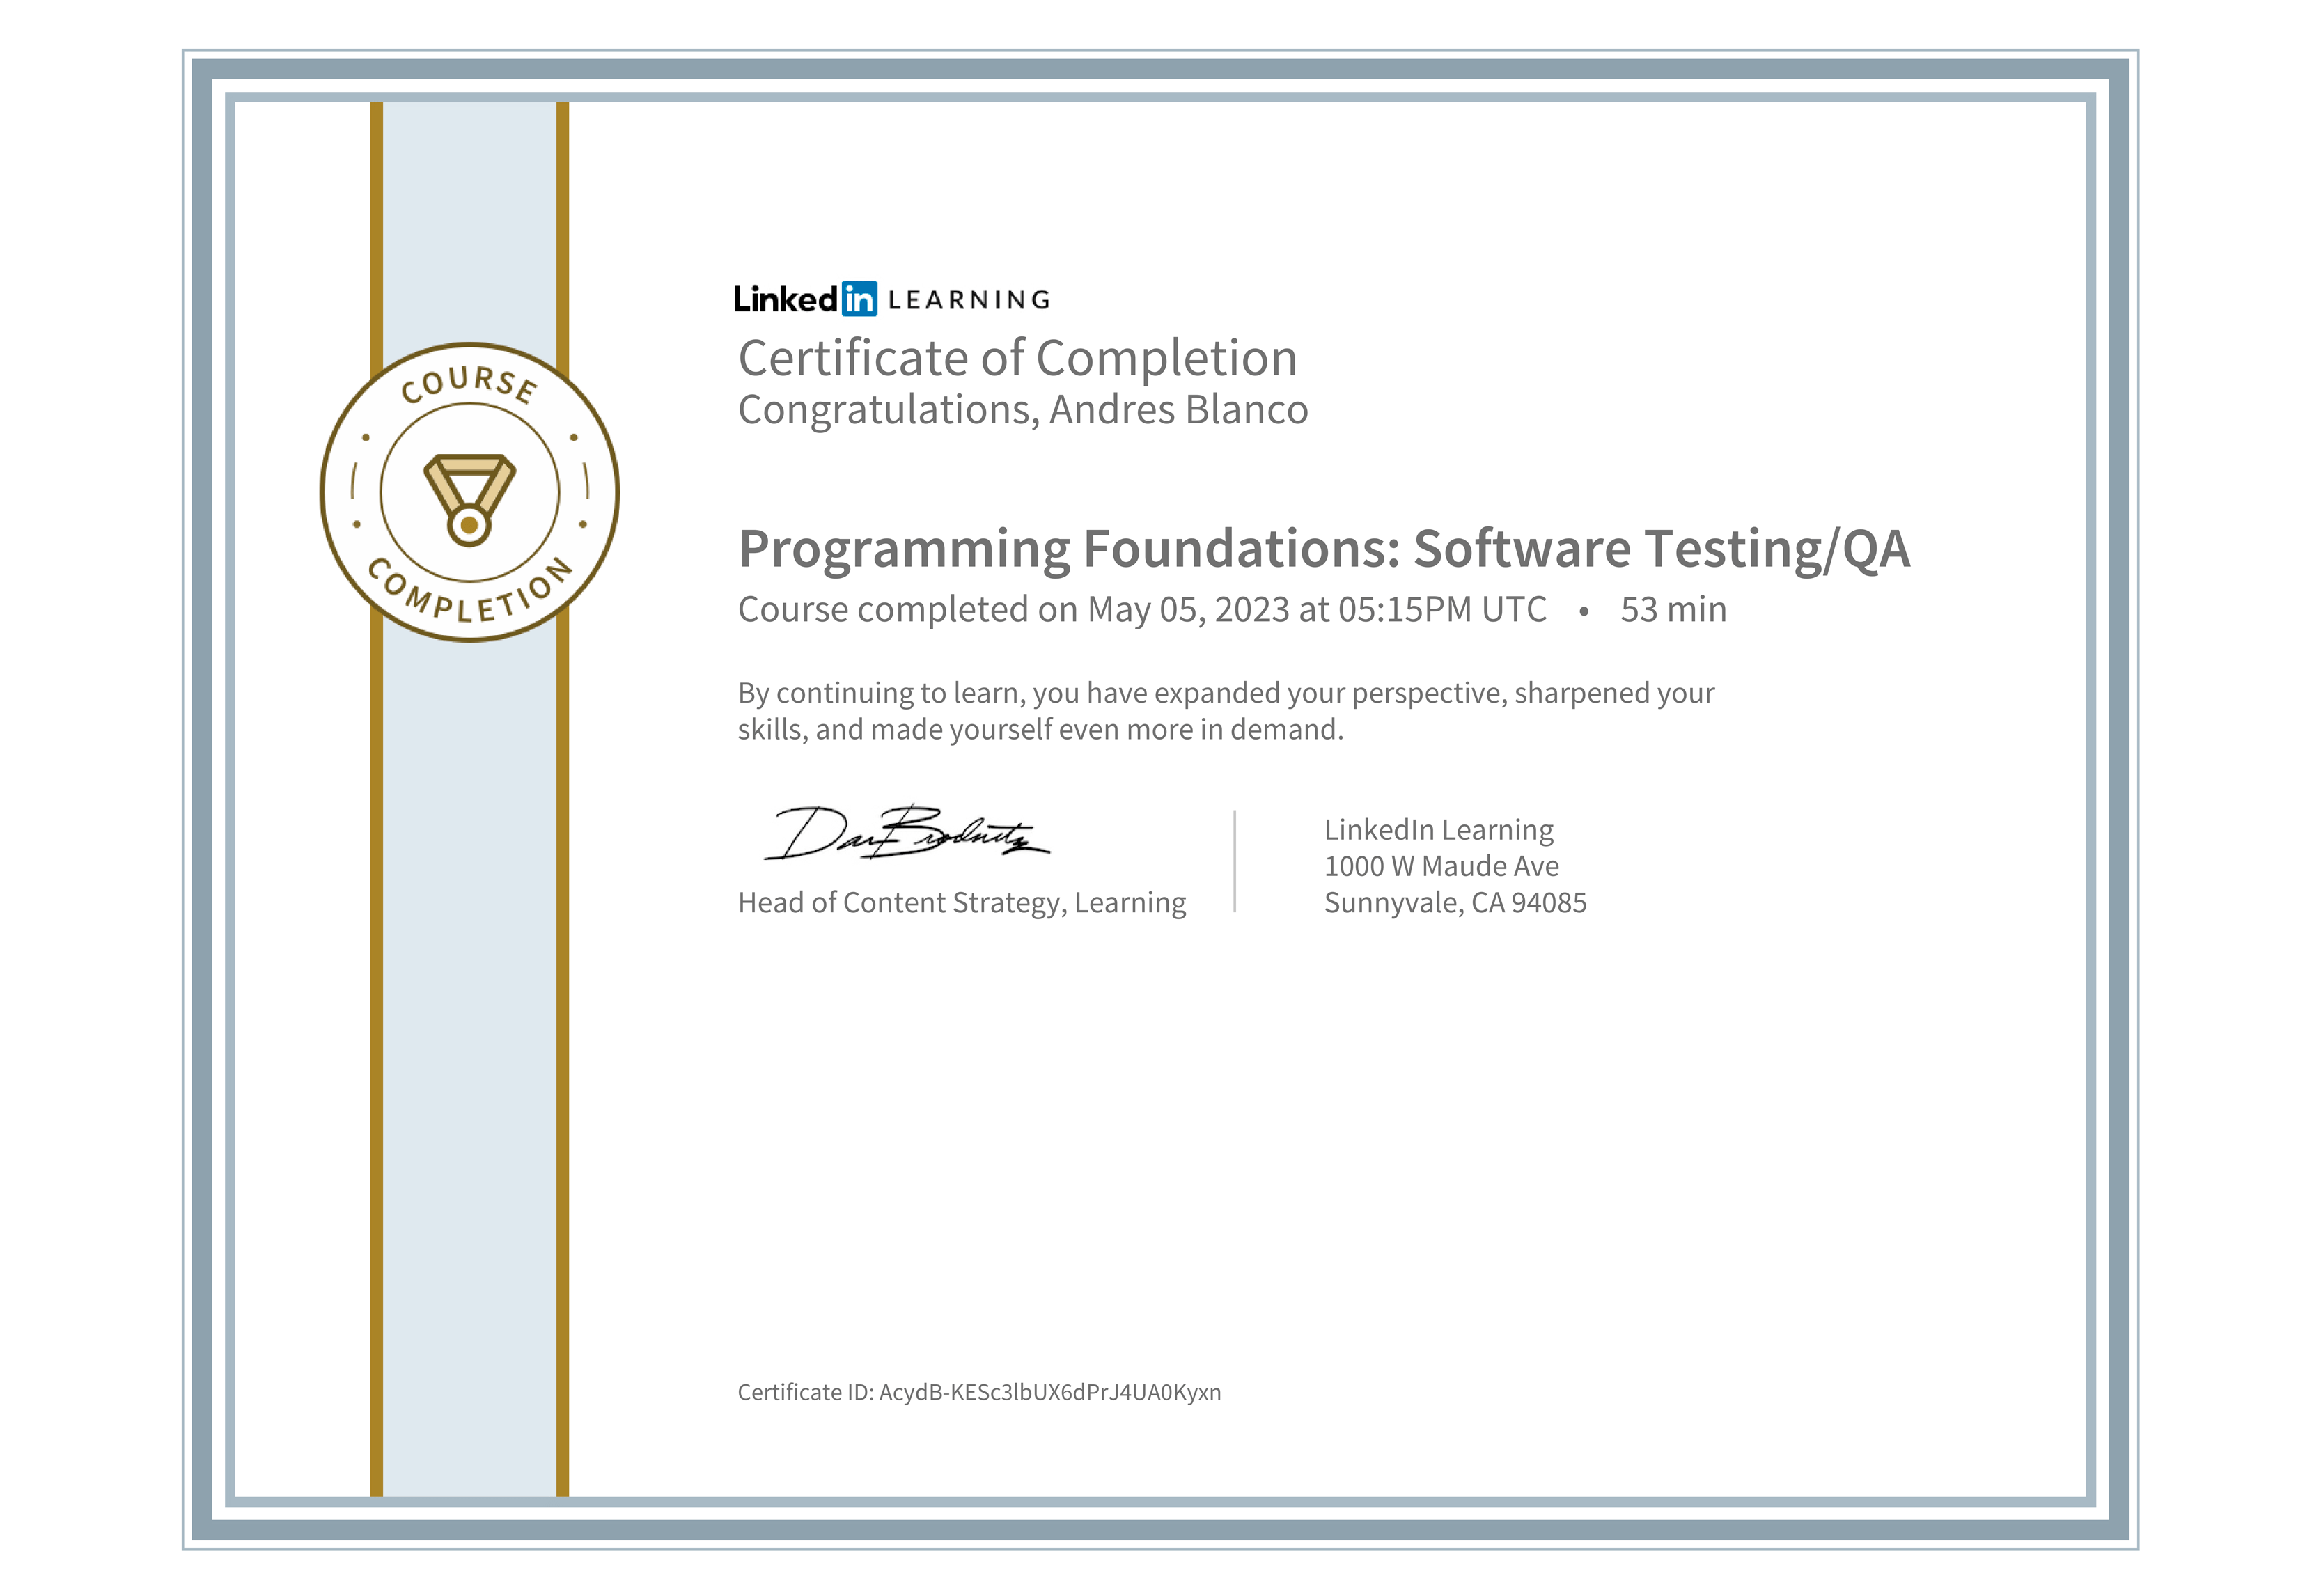 COURSE
COMPLETION
Linked in LEARNING
Certificate of Completion
Congratulations, Andres Blanco
Programming Foundations: Software Testing/QA
Course completed on May 05, 2023 at 05:15PM UTC • 53 min
By continuing to learn, you have expanded your perspective, sharpened your
skills, and made yourself even more in demand.
Dan Brodnitz
Head of Content Strategy, Learning
LinkedIn Learning
1000 W Maude Ave
Sunnyvale, CA 94085
Certificate ID: AcydB-KESc3lbUX6dPrJ4UA0Kyxn